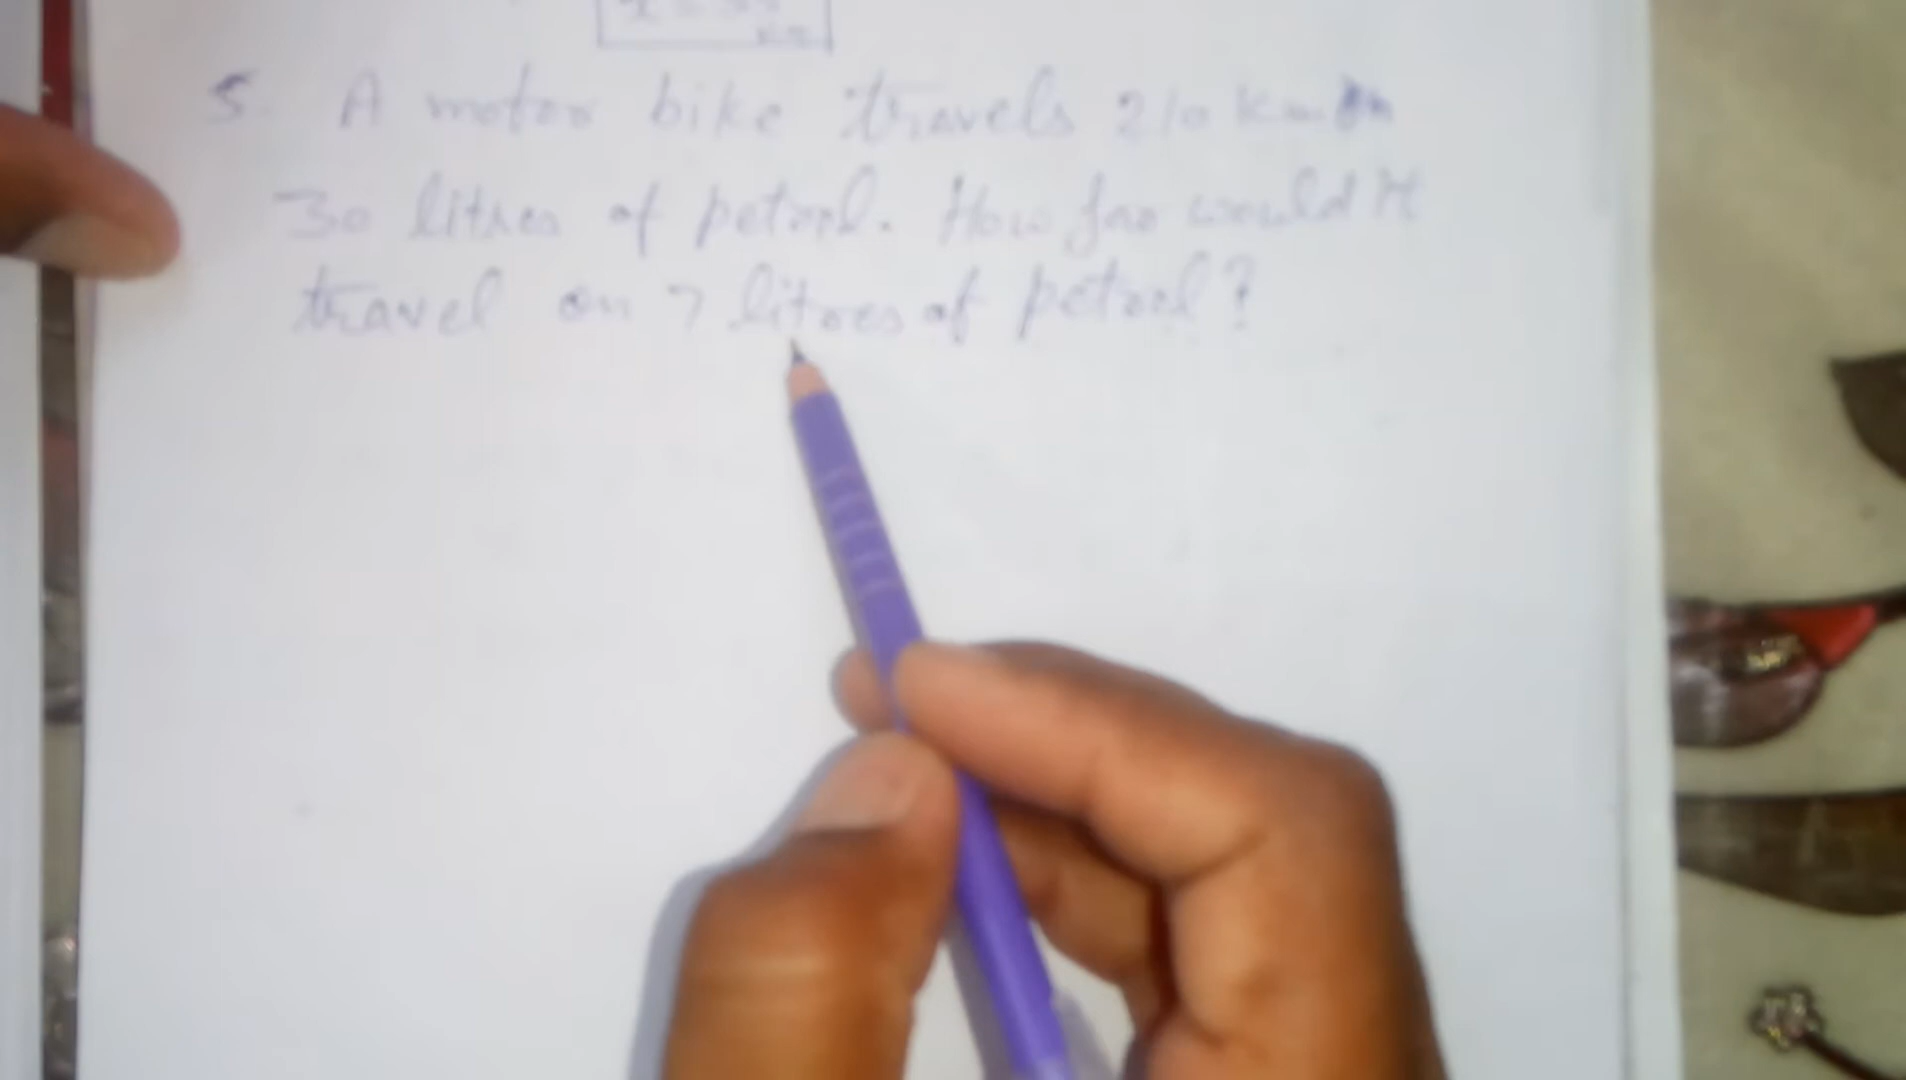 5. A motor bike travels 210 km on
30 litres of petrol. How far would it
travel on 7 litres of petrol?